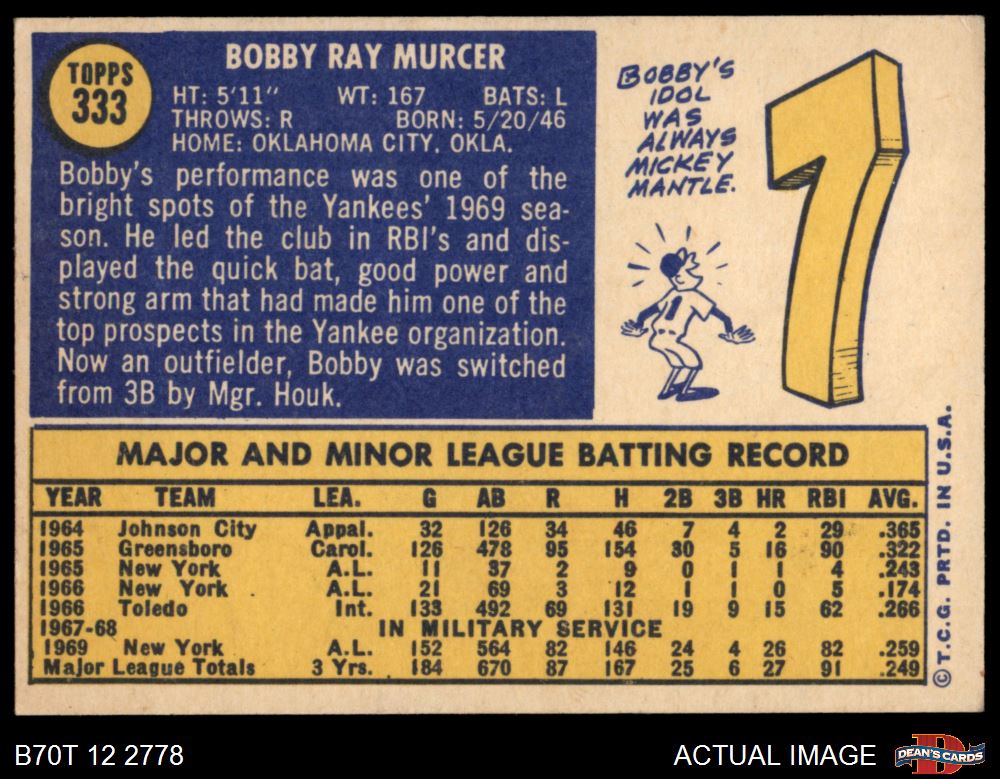 TOPPS
333
BOBBY RAY MURCER
HT: 5'11" WT: 167 BATS: L
THROWS: R BORN: 5/20/46
HOME: OKLAHOMA CITY, OKLA.
Bobby's performance was one of the
bright spots of the Yankees' 1969 sea-
son. He led the club in RBI's and dis-
played the quick bat, good power and
strong arm that had made him one of the
top prospects in the Yankee organization.
Now an outfielder, Bobby was switched
from 3B by Mgr. Houk.
BOBBY'S
IDOL
WAS
ALWAYS
MICKEY
MANTLE.
7
1
MAJOR AND MINOR LEAGUE BATTING RECORD
YEAR TEAM LEA. G AB R H 2B 3B HR RBI AVG.
1964 Johnson City Appal. 32 126 34 46 7 4 2 29 .365
1965 Greensboro Carol. 126 478 95 154 30 5 16 90 .322
1965 New York A.L. 11 37 2 9 0 1 1 4 .243
1966 New York A.L. 21 69 3 12 1 1 0 5 .174
1966 Toledo Int. 133 492 69 131 19 9 15 62 .266
1967-68 IN MILITARY SERVICE
1969 New York A.L. 152 564 82 146 24 4 26 82 .259
Major League Totals 3 Yrs. 184 670 87 167 25 6 27 91 .249
© T.C.G. PRTD. IN U.S.A.
B70T 12 2778
ACTUAL IMAGE
D
DEAN'S CARDS